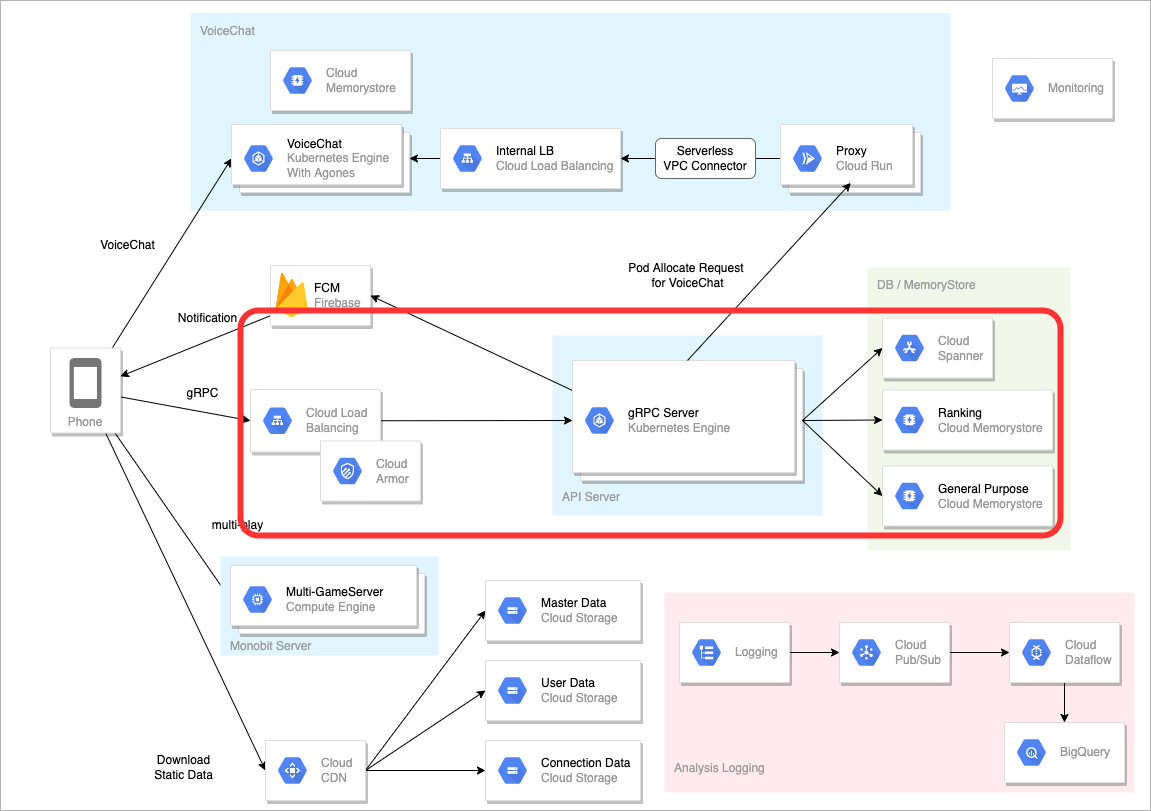 VoiceChat
Cloud
Memorystore
Monitoring
VoiceChat
Kubernetes Engine
With Agones
Internal LB
Cloud Load Balancing
Serverless
VPC Connector
Proxy
Cloud Run
VoiceChat
Pod Allocate Request
for VoiceChat
FCM
Firebase
DB / MemoryStore
Notification
Cloud
Spanner
gRPC
Phone
Cloud Load
Balancing
gRPC Server
Kubernetes Engine
Ranking
Cloud Memorystore
Cloud
Armor
API Server
General Purpose
Cloud Memorystore
multi-play
Multi-GameServer
Compute Engine
Monobit Server
Master Data
Cloud Storage
User Data
Cloud Storage
Logging
Cloud
Pub/Sub
Cloud
Dataflow
Download
Static Data
Cloud
CDN
Connection Data
Cloud Storage
BigQuery
Analysis Logging